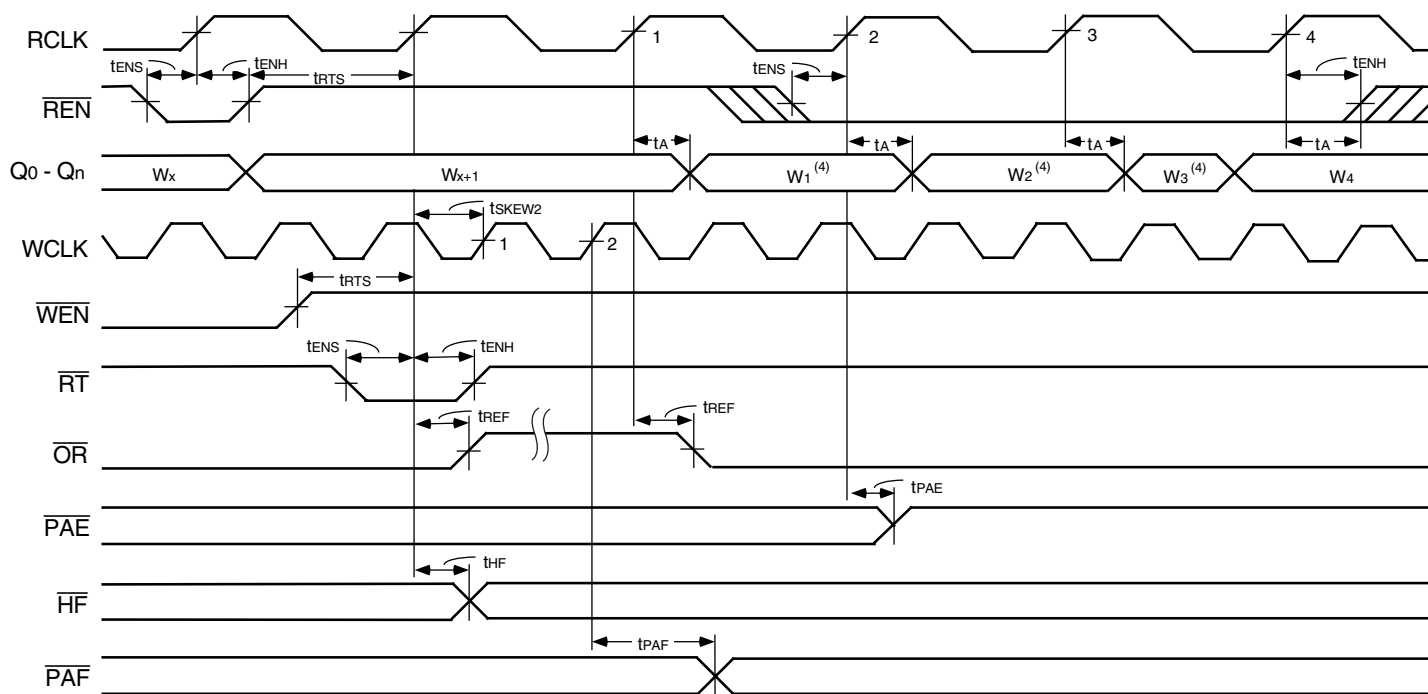 RCLK 1 2 3 4
tENS tENH tRTS tENS tENH
REN
tA tA tA tA
Q0 - Qn Wx Wx+1 W1(4) W2(4) W3(4) W4
tSKEW2
WCLK 1 2
tRTS
WEN
tENS tENH
RT
tREF tREF
OR
tPAE
PAE
tHF
HF
tPAF
PAF